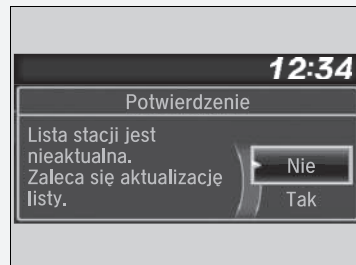 12:34
Potwierdzenie
Lista stacji jest
nieaktualna.
Zaleca się aktualizację
listy.
Nie
Tak